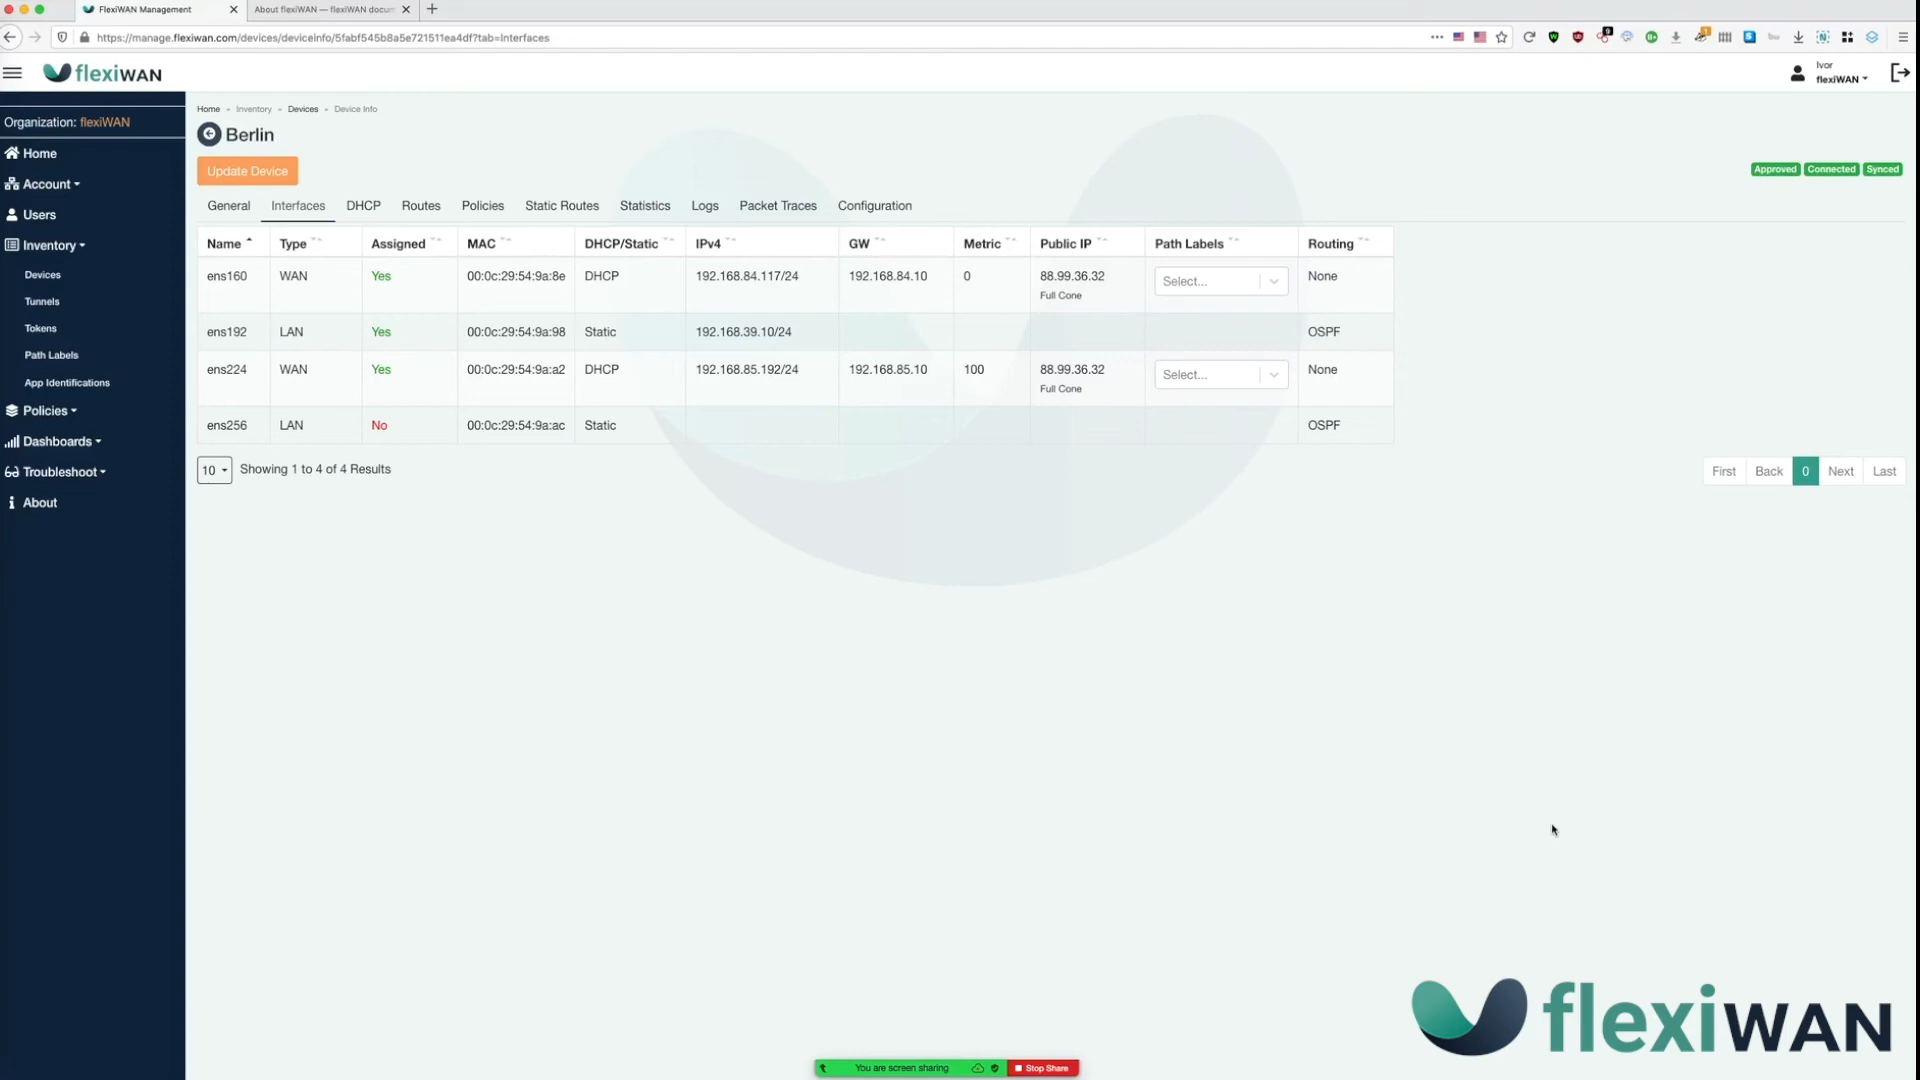 FlexiWAN Management
About flexiWAN — flexiWAN docum
https://manage.flexiwan.com/devices/deviceinfo/5fabf545b8a5e721511ea4df?tab=Interfaces
flexiWAN
Ivor
flexiWAN
Organization: flexiWAN
Home
Account
Users
Inventory
Devices
Tunnels
Tokens
Path Labels
App Identifications
Policies
Dashboards
Troubleshoot
About
Home Inventory Devices Device Info
Berlin
Update Device
Approved Connected Synced
General Interfaces DHCP Routes Policies Static Routes Statistics Logs Packet Traces Configuration
Name Type Assigned MAC DHCP/Static IPv4 GW Metric Public IP Path Labels Routing
ens160 WAN Yes 00:0c:29:54:9a:8e DHCP 192.168.84.117/24 192.168.84.10 0 88.99.36.32 Select... None
Full Cone
ens192 LAN Yes 00:0c:29:54:9a:98 Static 192.168.39.10/24 OSPF
ens224 WAN Yes 00:0c:29:54:9a:a2 DHCP 192.168.85.192/24 192.168.85.10 100 88.99.36.32 Select... None
Full Cone
ens256 LAN No 00:0c:29:54:9a:ac Static OSPF
10 Showing 1 to 4 of 4 Results
First Back 0 Next Last
flexiWAN
You are screen sharing Stop Share